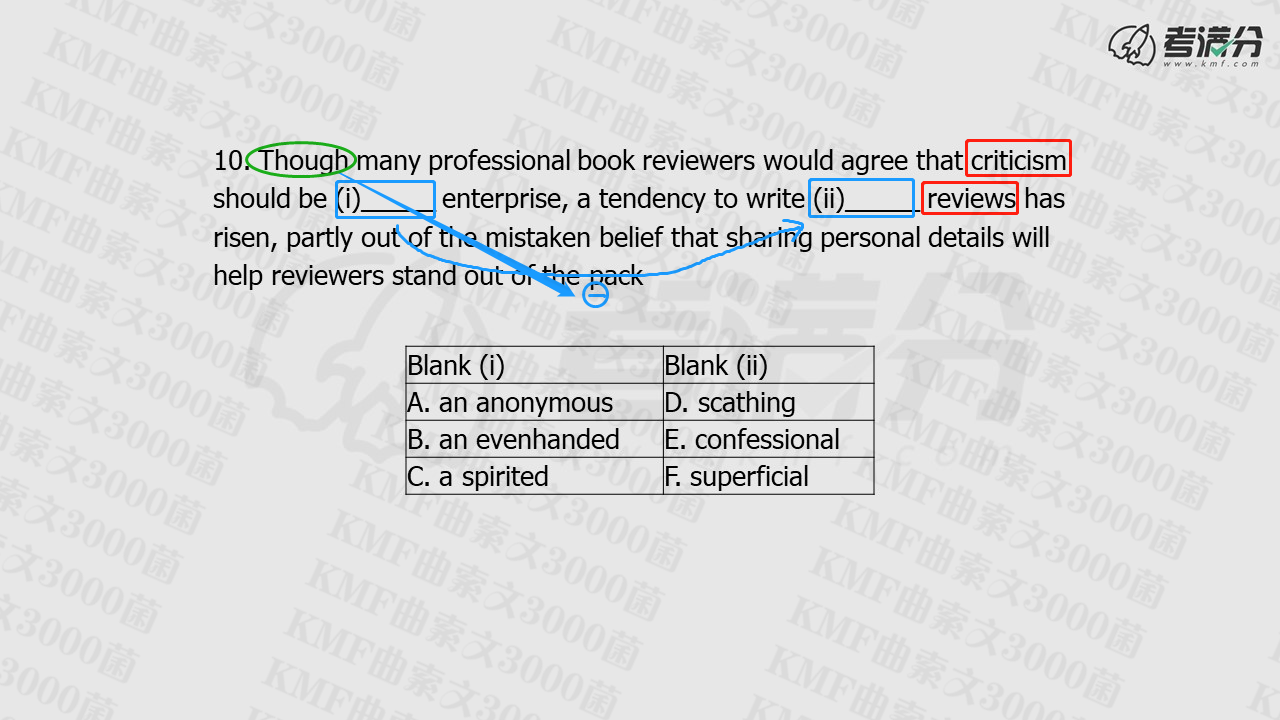 考满分
www.kmf.com
10. Though many professional book reviewers would agree that criticism
should be (i)______ enterprise, a tendency to write (ii)______ reviews has
risen, partly out of the mistaken belief that sharing personal details will
help reviewers stand out of the pack
Blank (i) Blank (ii)
A. an anonymous D. scathing
B. an evenhanded E. confessional
C. a spirited F. superficial
KMF曲索文3000菌